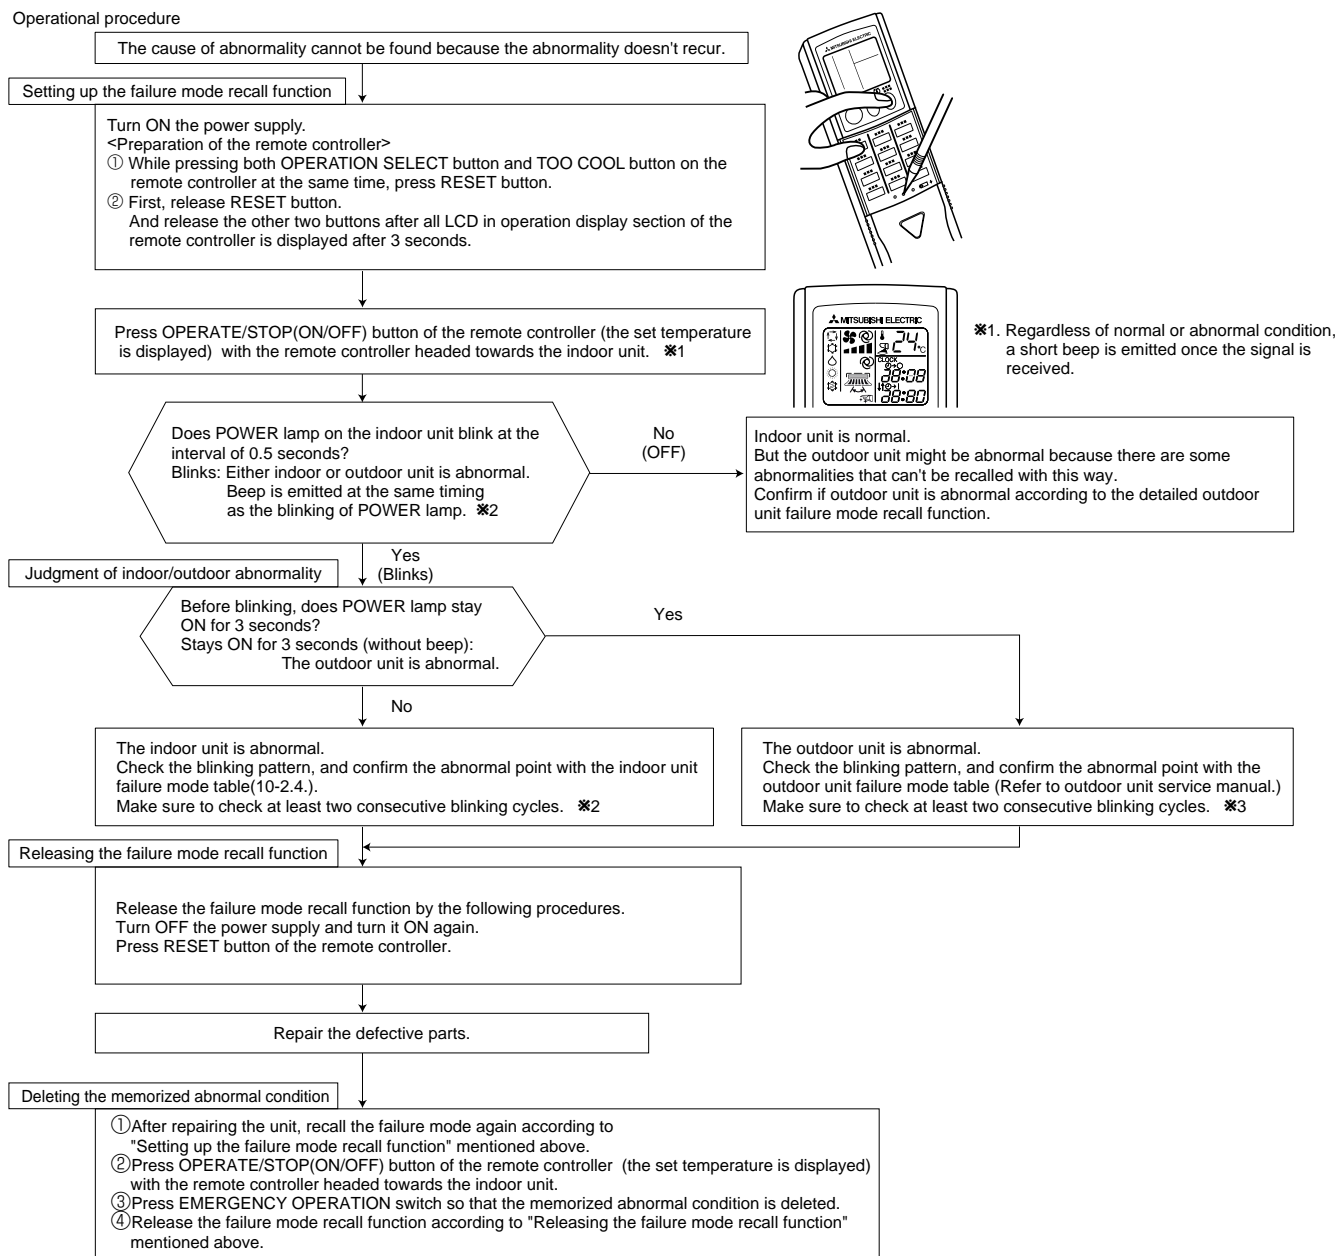 Operational procedure
The cause of abnormality cannot be found because the abnormality doesn't recur.
Setting up the failure mode recall function
Turn ON the power supply.
<Preparation of the remote controller>
① While pressing both OPERATION SELECT button and TOO COOL button on the
remote controller at the same time, press RESET button.
② First, release RESET button.
And release the other two buttons after all LCD in operation display section of the
remote controller is displayed after 3 seconds.
MITSUBISHI ELECTRIC
Press OPERATE/STOP(ON/OFF) button of the remote controller (the set temperature
is displayed) with the remote controller headed towards the indoor unit. ※1
MITSUBISHI ELECTRIC
24°C
CLOCK
28:08
28:80
※1. Regardless of normal or abnormal condition,
a short beep is emitted once the signal is
received.
Does POWER lamp on the indoor unit blink at the
interval of 0.5 seconds?
Blinks: Either indoor or outdoor unit is abnormal.
Beep is emitted at the same timing
as the blinking of POWER lamp. ※2
No
(OFF)
Indoor unit is normal.
But the outdoor unit might be abnormal because there are some
abnormalities that can't be recalled with this way.
Confirm if outdoor unit is abnormal according to the detailed outdoor
unit failure mode recall function.
Yes
(Blinks)
Judgment of indoor/outdoor abnormality
Before blinking, does POWER lamp stay
ON for 3 seconds?
Stays ON for 3 seconds (without beep):
The outdoor unit is abnormal.
Yes
No
The indoor unit is abnormal.
Check the blinking pattern, and confirm the abnormal point with the indoor unit
failure mode table(10-2.4.).
Make sure to check at least two consecutive blinking cycles. ※2
The outdoor unit is abnormal.
Check the blinking pattern, and confirm the abnormal point with the
outdoor unit failure mode table (Refer to outdoor unit service manual.)
Make sure to check at least two consecutive blinking cycles. ※3
Releasing the failure mode recall function
Release the failure mode recall function by the following procedures.
Turn OFF the power supply and turn it ON again.
Press RESET button of the remote controller.
Repair the defective parts.
Deleting the memorized abnormal condition
①After repairing the unit, recall the failure mode again according to
"Setting up the failure mode recall function" mentioned above.
②Press OPERATE/STOP(ON/OFF) button of the remote controller (the set temperature is displayed)
with the remote controller headed towards the indoor unit.
③Press EMERGENCY OPERATION switch so that the memorized abnormal condition is deleted.
④Release the failure mode recall function according to "Releasing the failure mode recall function"
mentioned above.